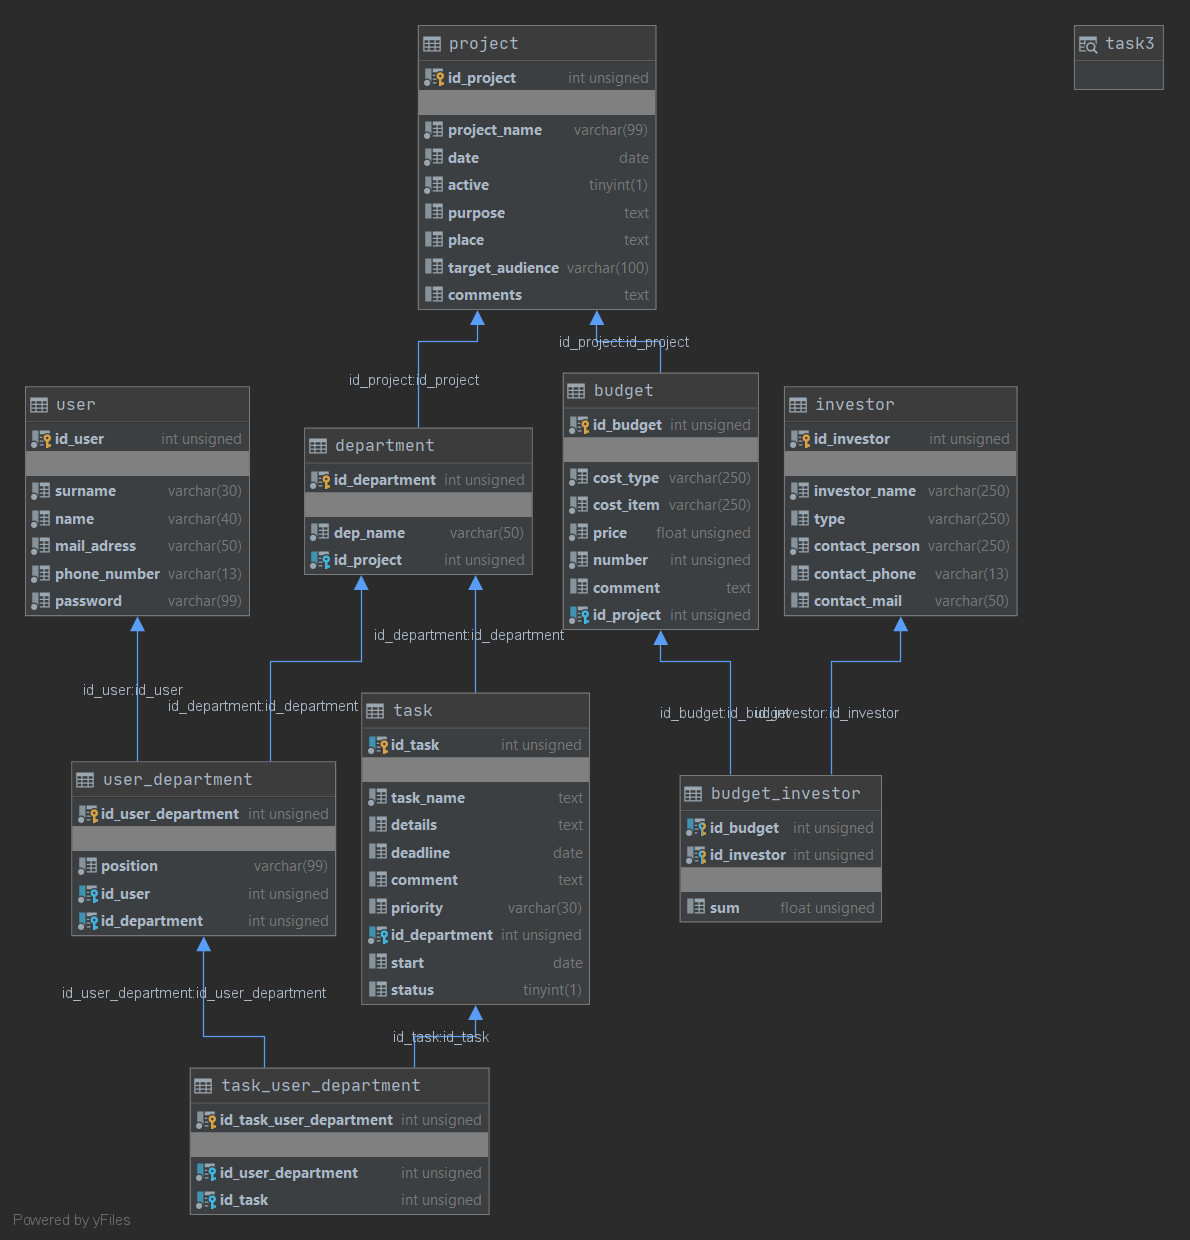 project
id_project int unsigned
project_name varchar(99)
date date
active tinyint(1)
purpose text
place text
target_audience varchar(100)
comments text
task3
id_project:id_project
id_project:id_project
user
id_user int unsigned
surname varchar(30)
name varchar(40)
mail_adress varchar(50)
phone_number varchar(13)
password varchar(99)
department
id_department int unsigned
dep_name varchar(50)
id_project int unsigned
budget
id_budget int unsigned
cost_type varchar(250)
cost_item varchar(250)
price float unsigned
number int unsigned
comment text
id_project int unsigned
investor
id_investor int unsigned
investor_name varchar(250)
type varchar(250)
contact_person varchar(250)
contact_phone varchar(13)
contact_mail varchar(50)
id_department:id_department
id_user:id_user
id_department:id_department
id_budget:id_budget
id_investor:id_investor
user_department
id_user_department int unsigned
position varchar(99)
id_user int unsigned
id_department int unsigned
task
id_task int unsigned
task_name text
details text
deadline date
comment text
priority varchar(30)
id_department int unsigned
start date
status tinyint(1)
budget_investor
id_budget int unsigned
id_investor int unsigned
sum float unsigned
id_user_department:id_user_department
id_task:id_task
task_user_department
id_task_user_department int unsigned
id_user_department int unsigned
id_task int unsigned
Powered by yFiles